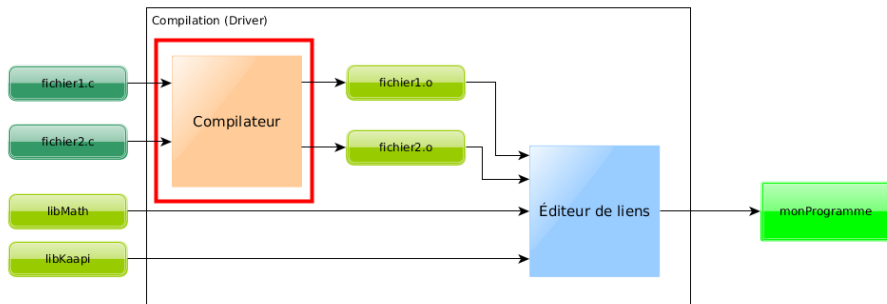 Compilation (Driver)
fichier1.c
fichier1.o
Compilateur
fichier2.c
fichier2.o
libMath
Éditeur de liens
monProgramme
libKaapi